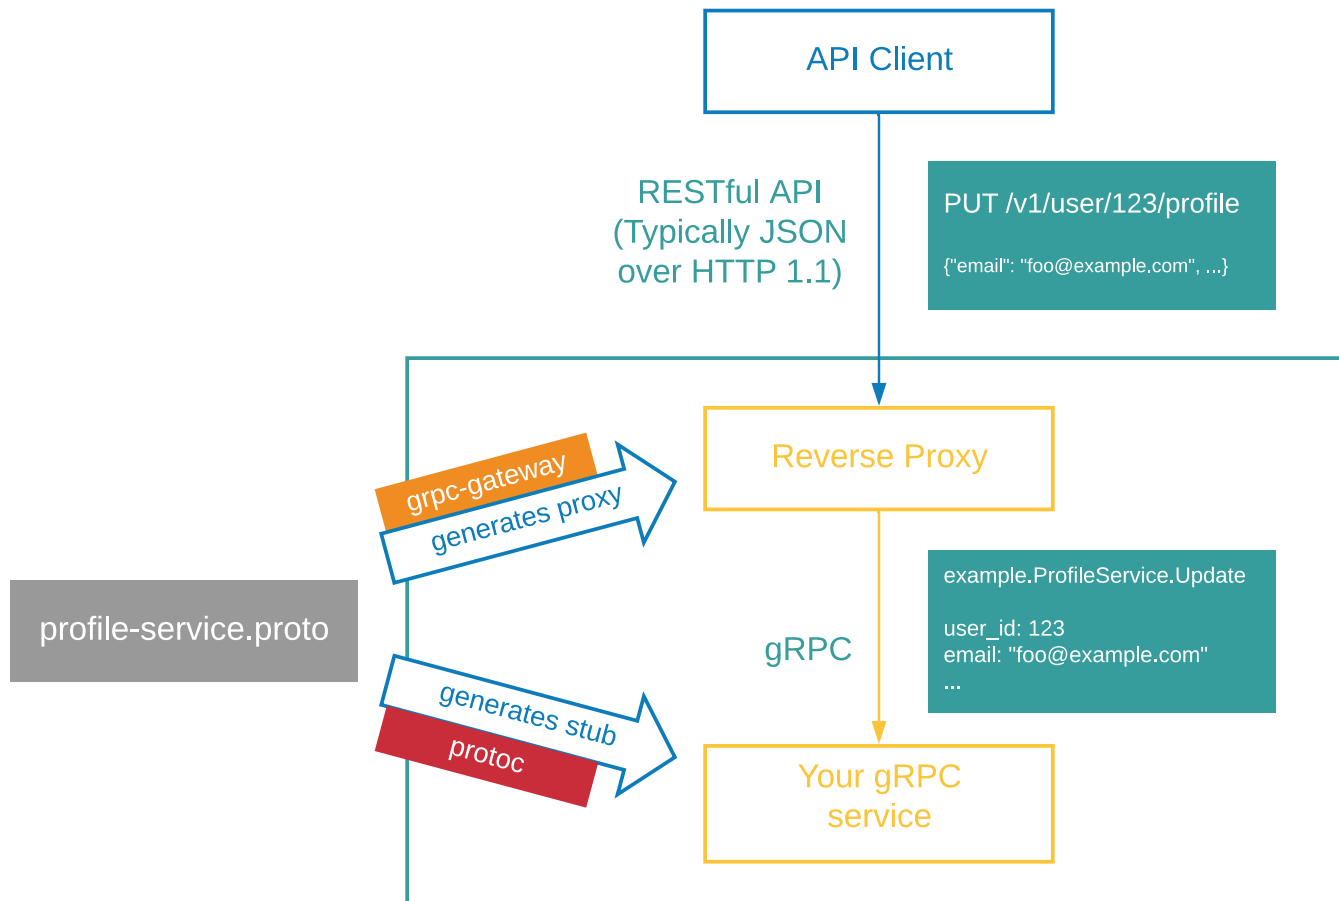 API Client
RESTful API
(Typically JSON
over HTTP 1.1)
PUT /v1/user/123/profile
{"email": "foo@example.com", ...}
Reverse Proxy
grpc-gateway
generates proxy
profile-service.proto
gRPC
example.ProfileService.Update
user_id: 123
email: "foo@example.com"
...
generates stub
protoc
Your gRPC
service